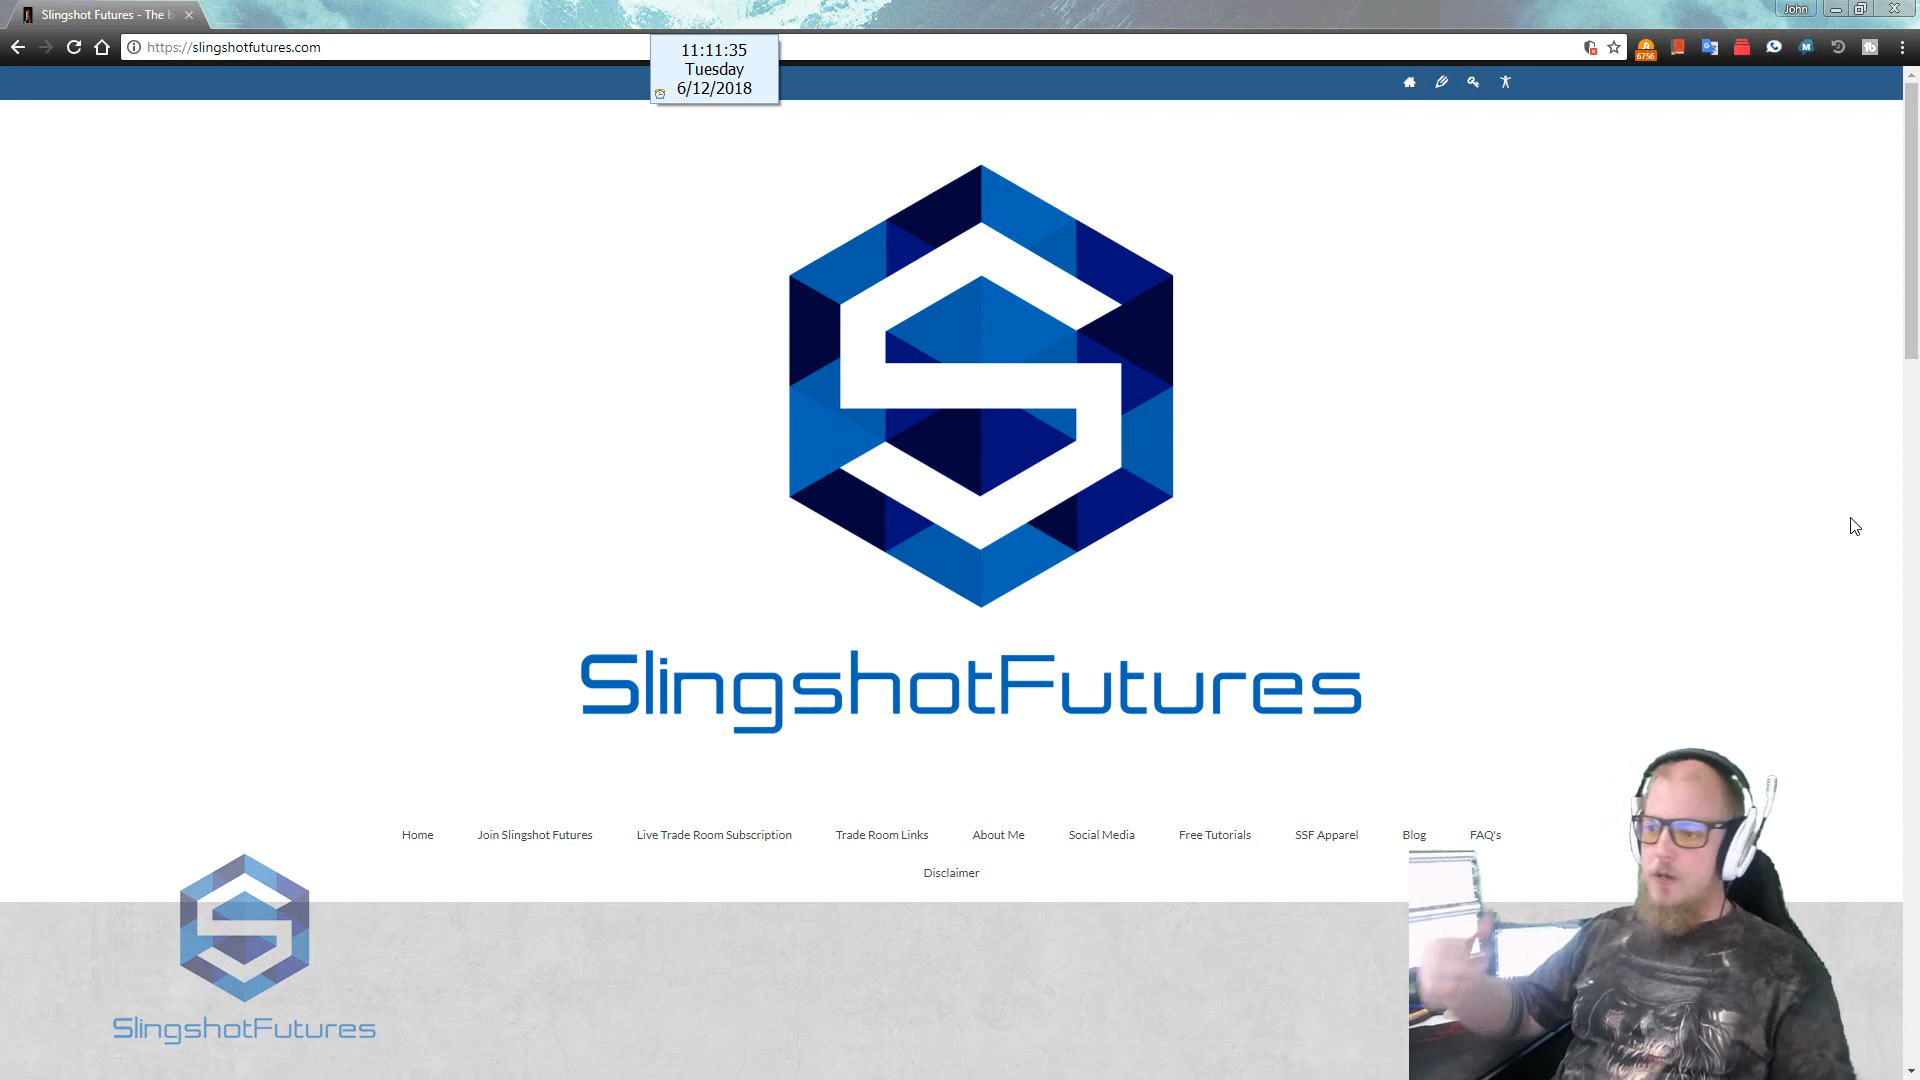 Slingshot Futures - The b
John
https://slingshotfutures.com
6756
11:11:35
Tuesday
6/12/2018
SlingshotFutures
Home Join Slingshot Futures Live Trade Room Subscription Trade Room Links About Me Social Media Free Tutorials SSF Apparel Blog FAQ's
Disclaimer
SlingshotFutures